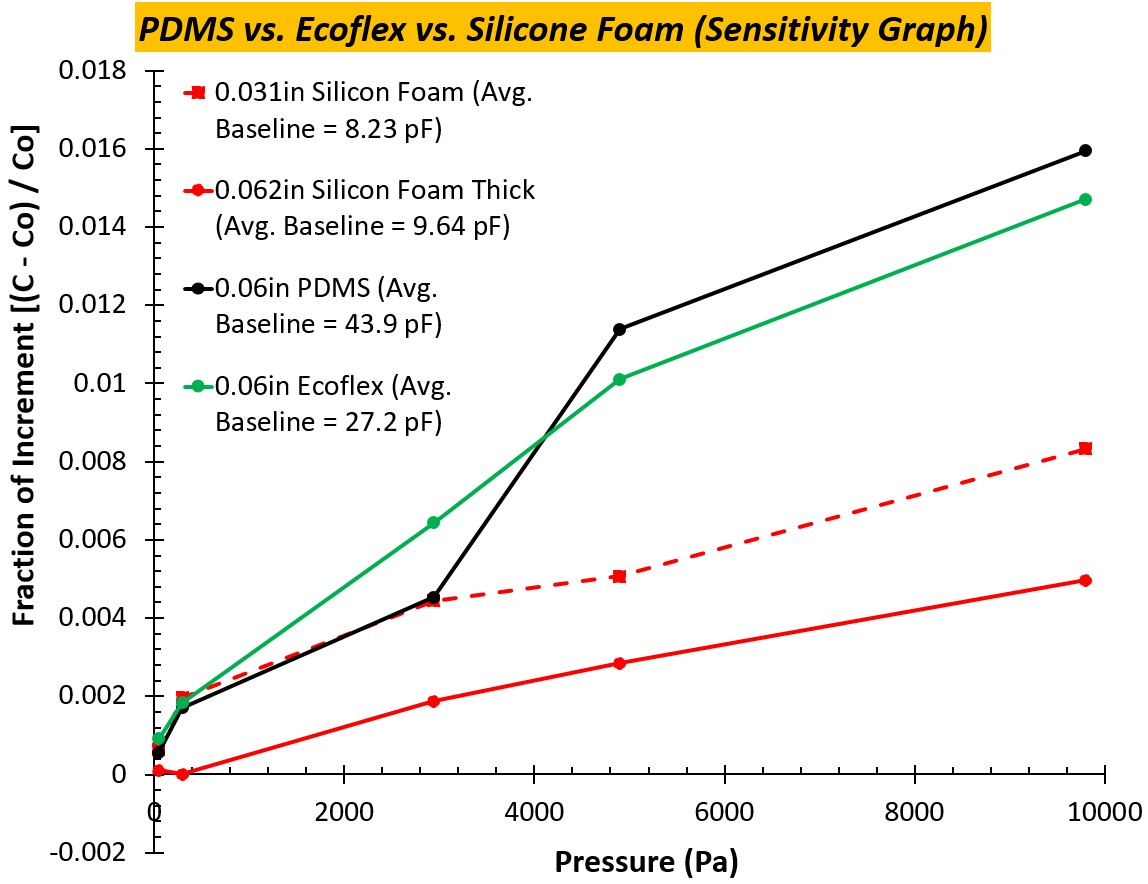 PDMS vs. Ecoflex vs. Silicone Foam (Sensitivity Graph)
0.018
0.016
0.014
0.012
0.01
0.008
0.006
0.004
0.002
0
-0.002
Fraction of Increment [(C - Co) / Co]
0.031in Silicon Foam (Avg.
Baseline = 8.23 pF)
0.062in Silicon Foam Thick
(Avg. Baseline = 9.64 pF)
0.06in PDMS (Avg.
Baseline = 43.9 pF)
0.06in Ecoflex (Avg.
Baseline = 27.2 pF)
0 2000 4000 6000 8000 10000
Pressure (Pa)